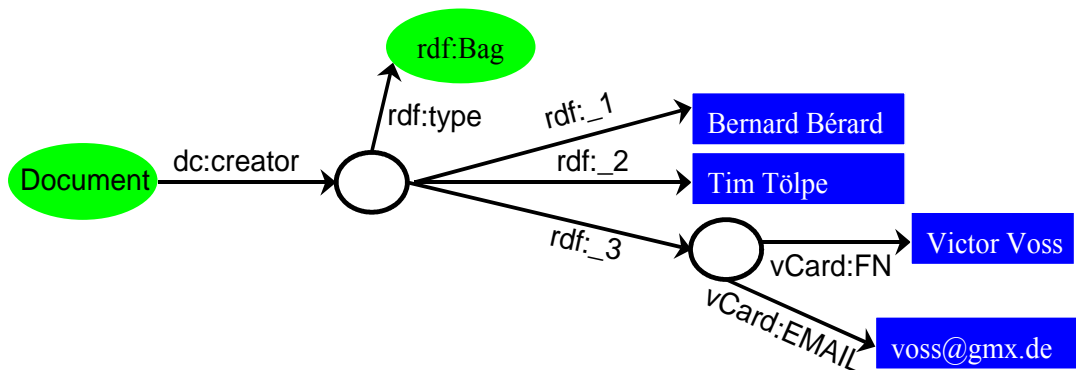 rdf:Bag
rdf:type
rdf:_1
Bernard Bérard
dc:creator
rdf:_2
Document
Tim Tölpe
rdf:_3
Victor Voss
vCard:FN
vCard:EMAIL
voss@gmx.de